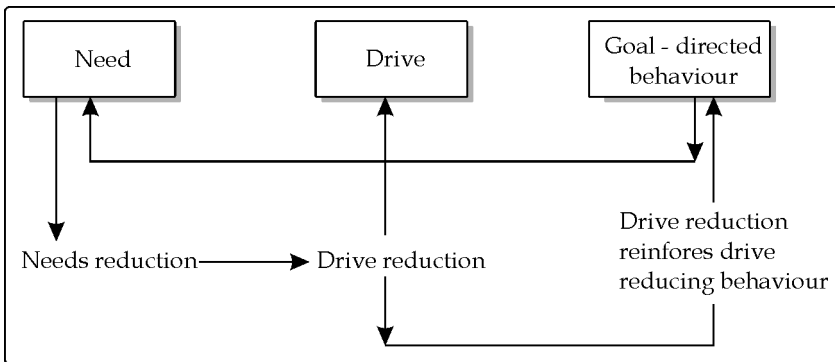 Need
Drive
Goal - directed
behaviour
Needs reduction
Drive reduction
Drive reduction
reinfores drive
reducing behaviour